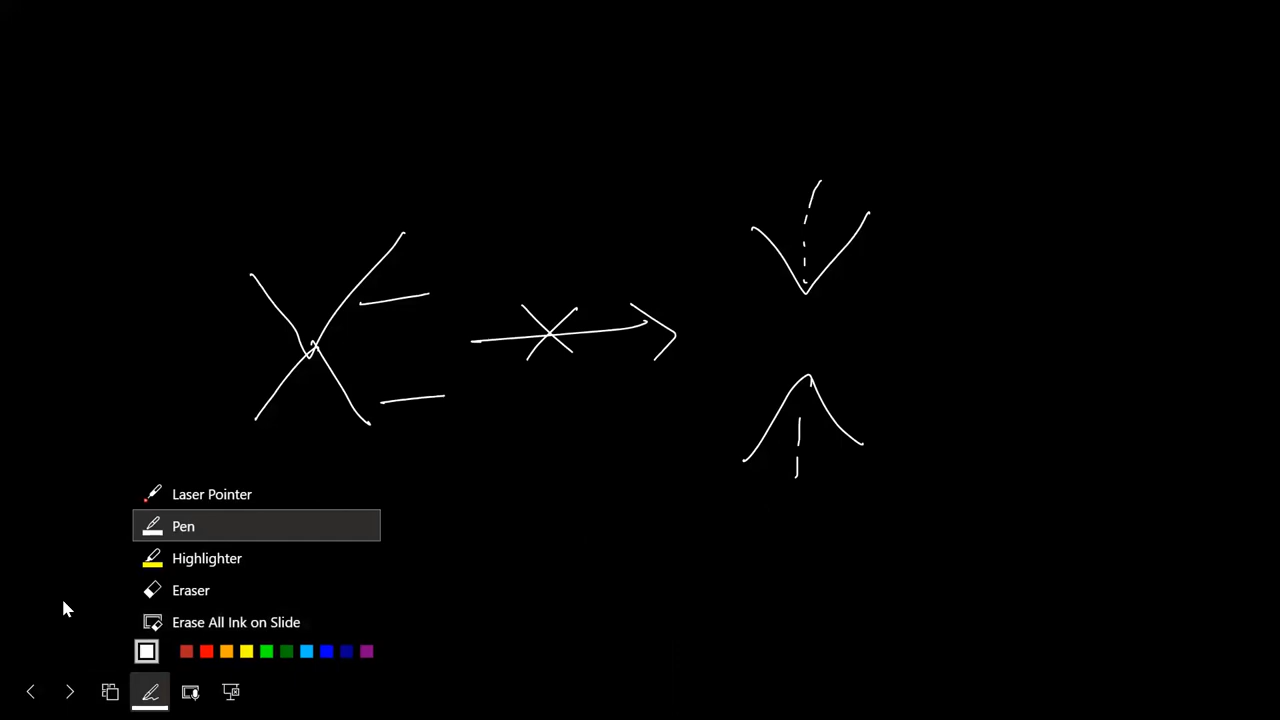 Laser Pointer
Pen
Highlighter
Eraser
Erase All Ink on Slide